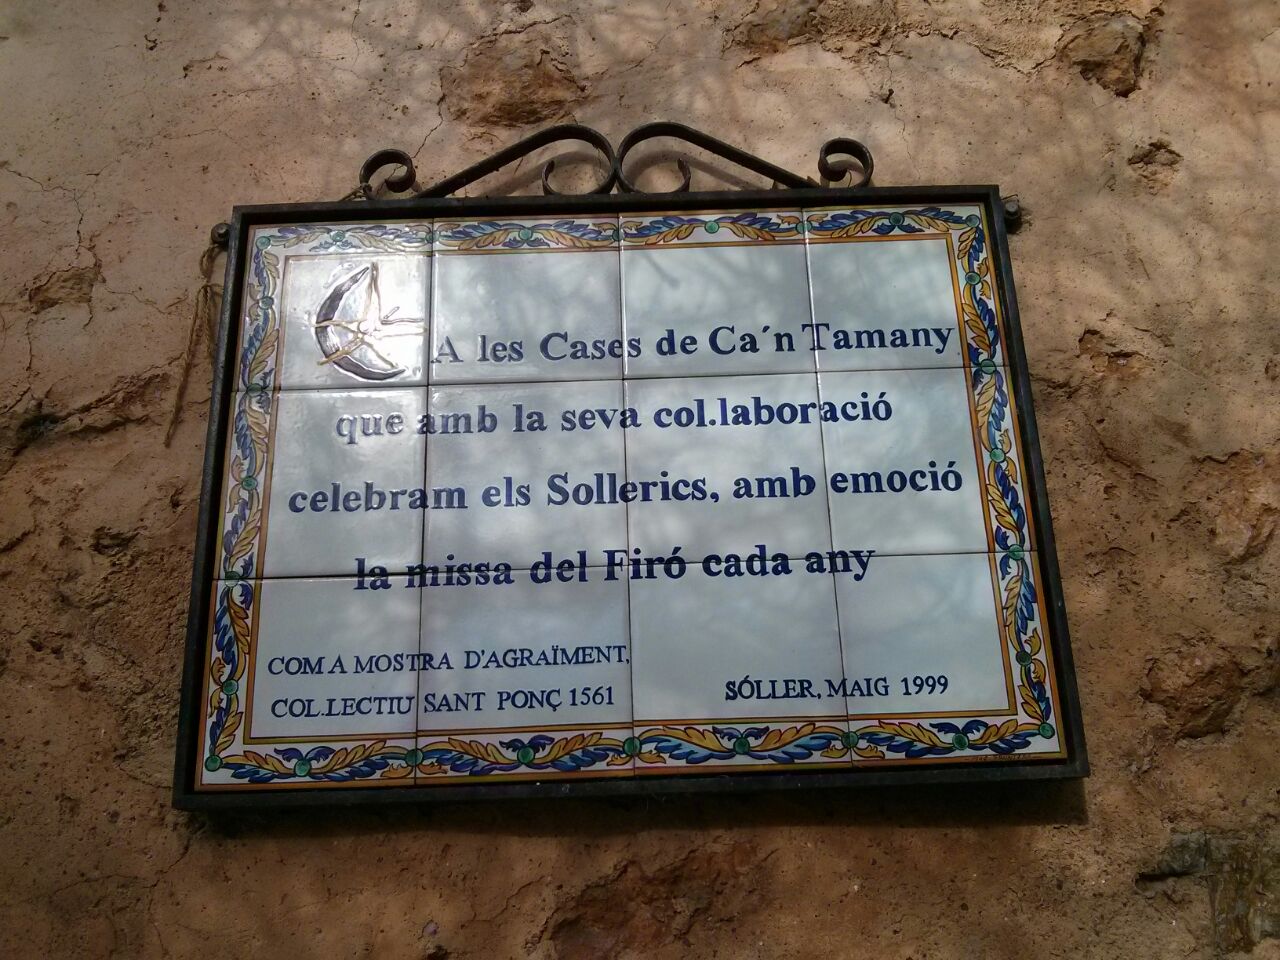 A les Cases de Ca´n Tamany
que amb la seva col.laboració
celebram els Sollerics, amb emoció
la missa del Firó cada any
COM A MOSTRA D'AGRAÏMENT,
COL.LECTIU SANT PONÇ 1561
SÓLLER, MAIG 1999